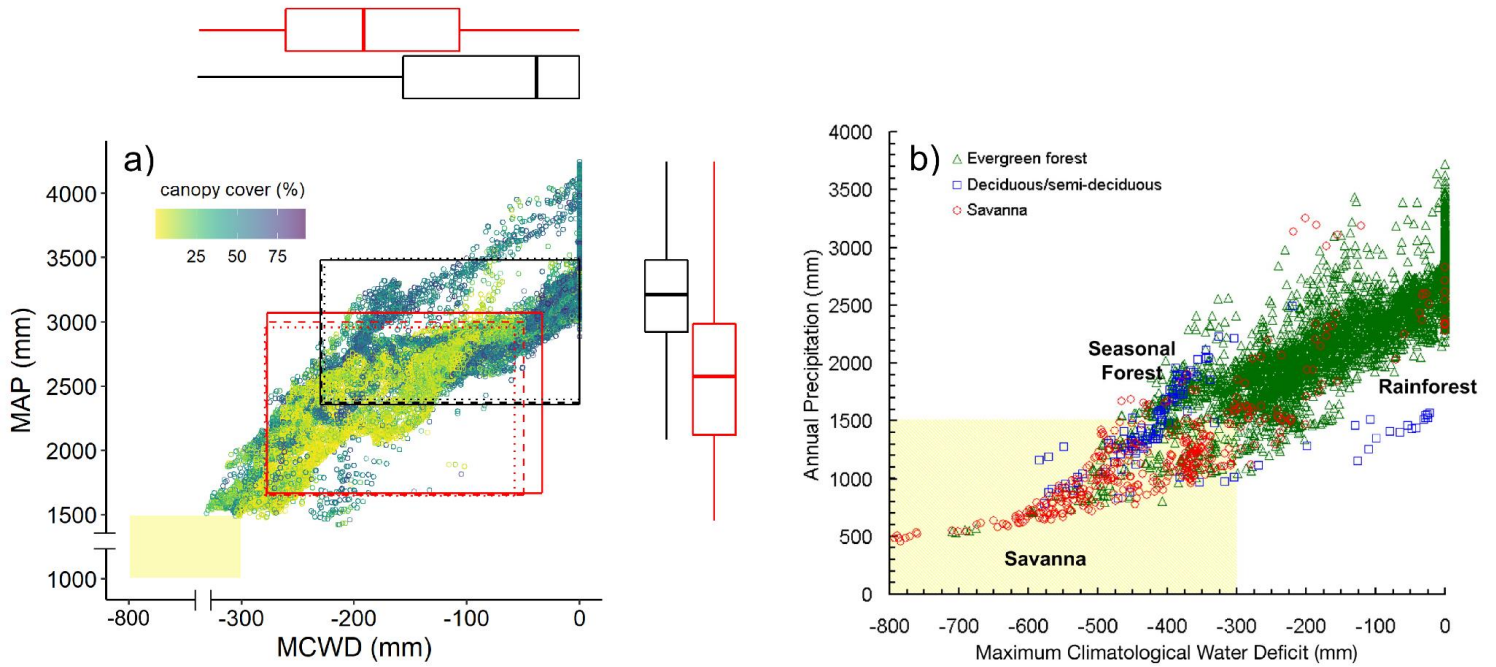 a)
canopy cover (%)
25 50 75
MAP (mm)
4000
3500
3000
2500
2000
1500
1000
-800 -300 -200 -100 0
MCWD (mm)
b)
Evergreen forest
Deciduous/semi-deciduous
Savanna
Annual Precipitation (mm)
4000
3500
3000
2500
2000
1500
1000
500
0
Seasonal
Forest
Rainforest
Savanna
-800 -700 -600 -500 -400 -300 -200 -100 0
Maximum Climatological Water Deficit (mm)